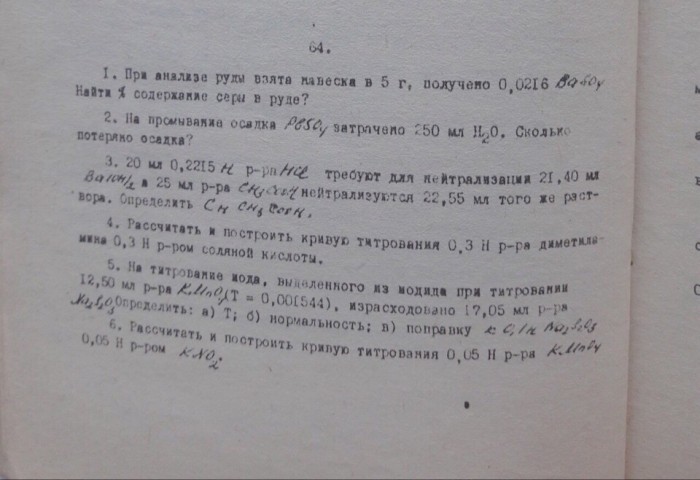 64.
1. При анализе руды взята навеска в 5 г, получено 0,0216 BaSO4
Найти % содержание серы в руде?
2. На промывание осадка PbSO4 затрачено 250 мл H2O. Сколько
потеряно осадка?
3. 20 мл 0,2215 Н р-ра HCl требуют для нейтрализации 21,40 мл
Ba(OH)2 а 25 мл р-ра CH3COOH нейтрализуются 22,55 мл того же раст-
вора. Определить CH CH3COOH.
4. Рассчитать и построить кривую титрования 0,3 Н р-ра диметила-
мина 0,3 Н р-ром соляной кислоты.
5. На титрование иода, выделенного из иодида при титровании
12,50 мл р-ра KMnO4 (Т = 0,001544), израсходовано 17,05 мл р-ра
Na2S2O3 Определить: а) Т; б) нормальность; в) поправку к 0,1н Na2S2O3
6. Рассчитать и построить кривую титрования 0,05 Н р-ра KMnO4
0,05 Н р-ром KNO2.